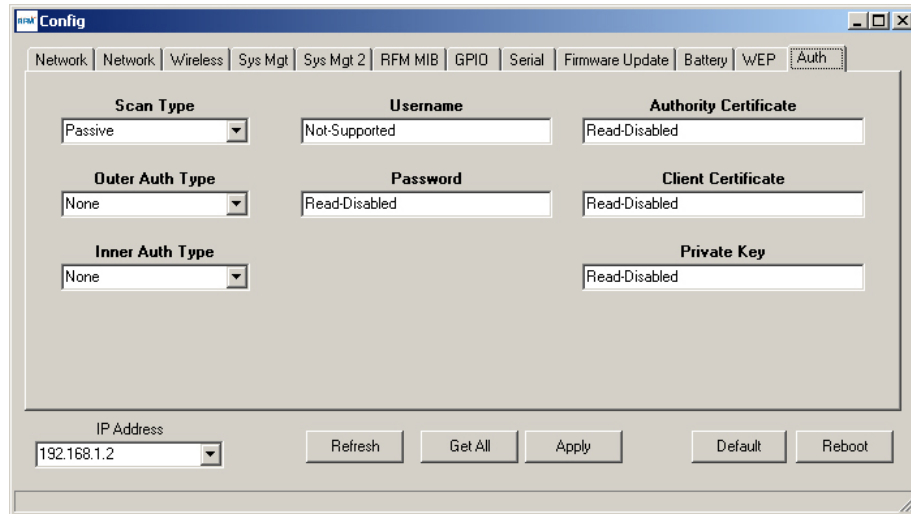 RFM Config
Network Network Wireless Sys Mgt Sys Mgt 2 RFM MIB GPIO Serial Firmware Update Battery WEP Auth
Scan Type Username Authority Certificate
Passive Not-Supported Read-Disabled
Outer Auth Type Password Client Certificate
None Read-Disabled Read-Disabled
Inner Auth Type Private Key
None Read-Disabled
IP Address
192.168.1.2 Refresh Get All Apply Default Reboot